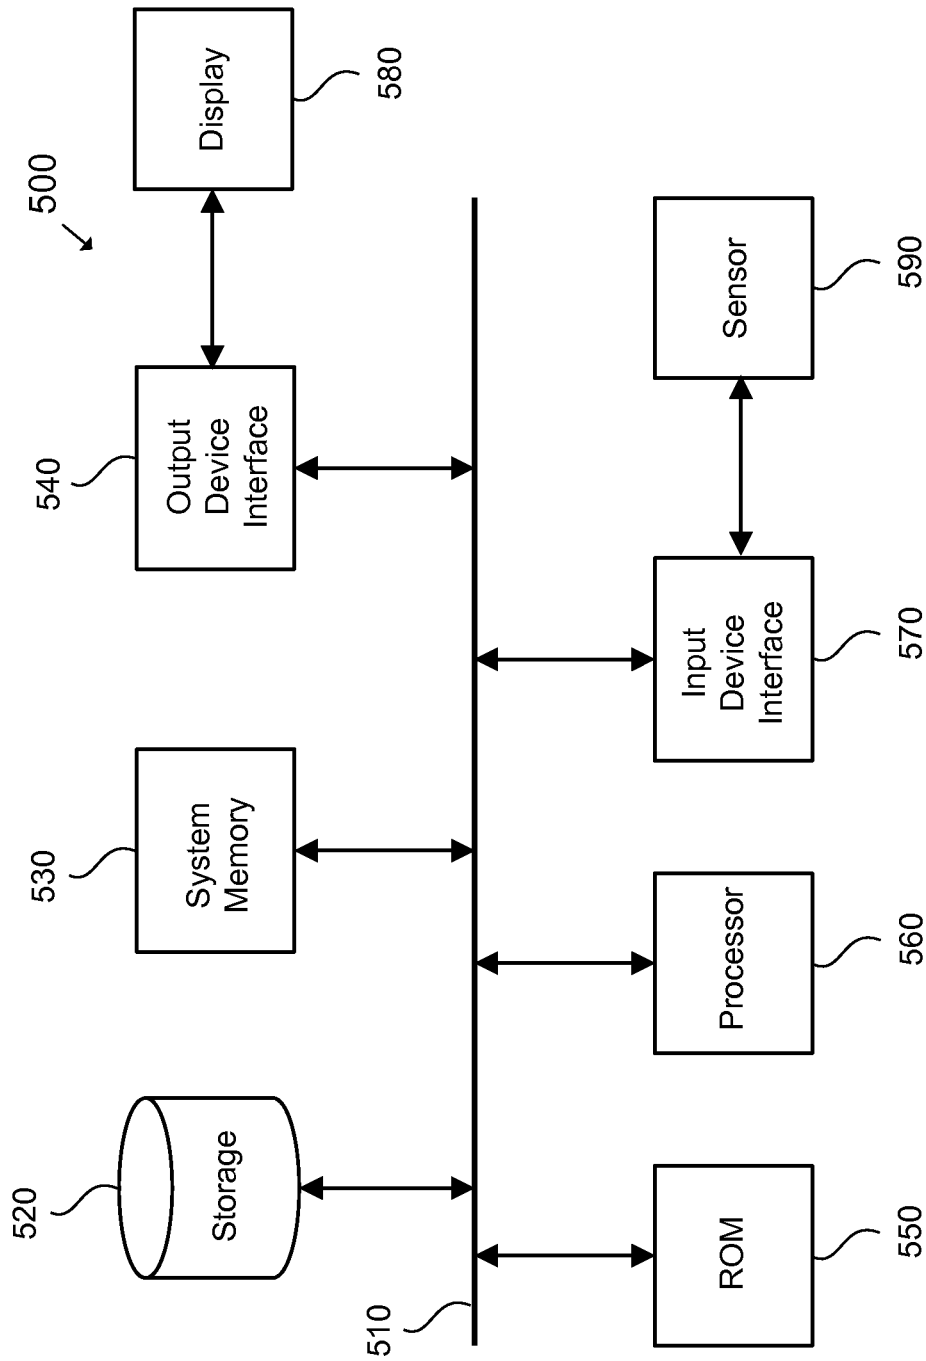 500
520
530
540
Storage
System
Memory
Output
Device
Interface
Display
580
510
ROM
Processor
Input
Device
Interface
Sensor
550
560
570
590